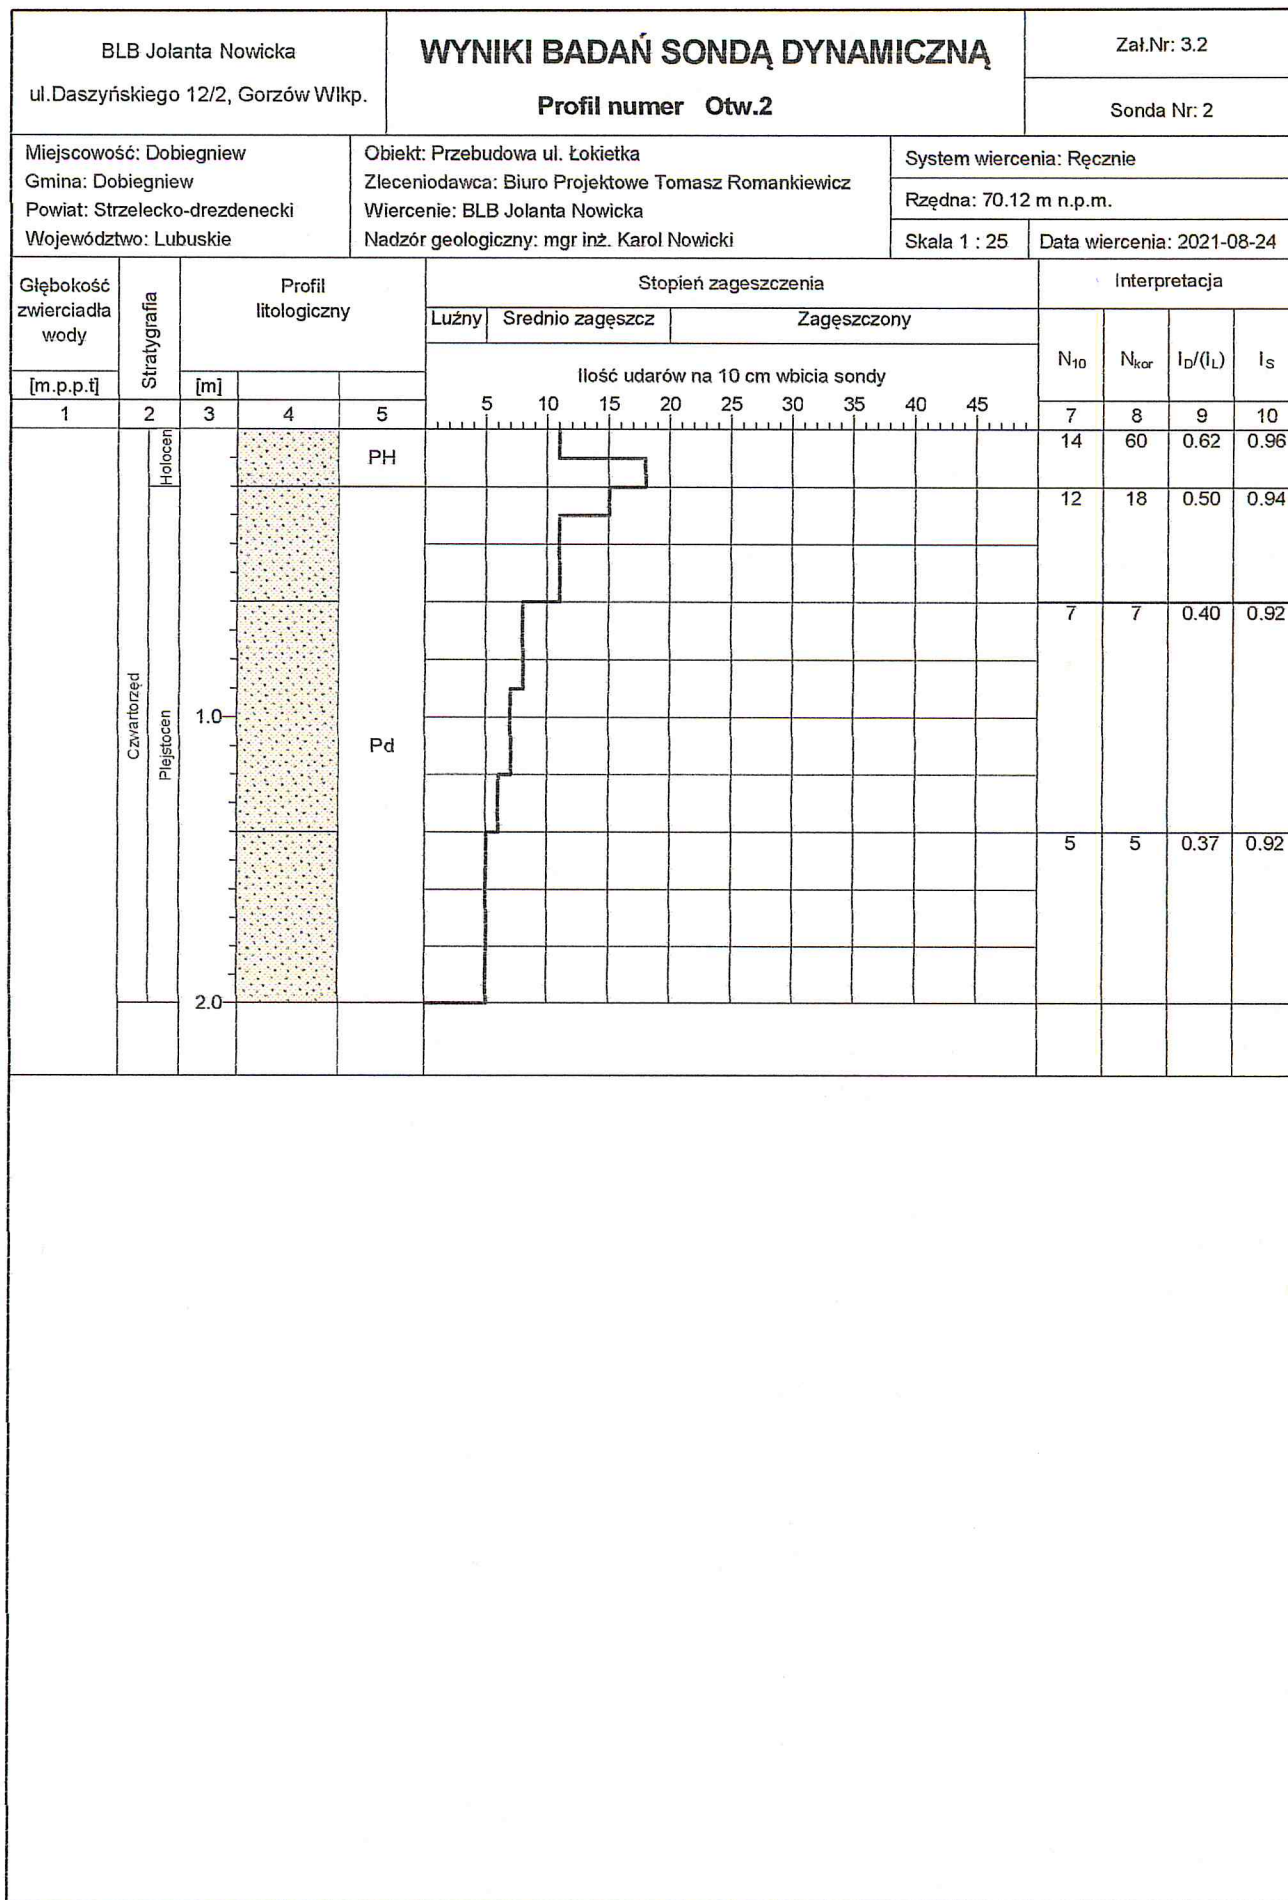 BLB Jolanta Nowicka
ul.Daszyńskiego 12/2, Gorzów Wlkp.
WYNIKI BADAŃ SONDĄ DYNAMICZNĄ
Profil numer Otw.2
Zał.Nr: 3.2
Sonda Nr: 2
Miejscowość: Dobiegniew
Gmina: Dobiegniew
Powiat: Strzelecko-drezdenecki
Województwo: Lubuskie
Obiekt: Przebudowa ul. Łokietka
Zleceniodawca: Biuro Projektowe Tomasz Romankiewicz
Wiercenie: BLB Jolanta Nowicka
Nadzór geologiczny: mgr inż. Karol Nowicki
System wiercenia: Ręcznie
Rzędna: 70.12 m n.p.m.
Skala 1 : 25
Data wiercenia: 2021-08-24
Głębokość
zwierciadła
wody
[m.p.p.t]
Stratygrafia
Profil
litologiczny
[m]
Stopień zagęszczenia
Luźny Srednio zagęszcz Zagęszczony
Ilość udarów na 10 cm wbicia sondy
5 10 15 20 25 30 35 40 45
Interpretacja
N10 Nkor ID/(IL) IS
1 2 3 4 5 7 8 9 10
Holocen
PH
14 60 0.62 0.96
12 18 0.50 0.94
7 7 0.40 0.92
Czwartorzęd
Plejstocen
1.0
Pd
5 5 0.37 0.92
2.0